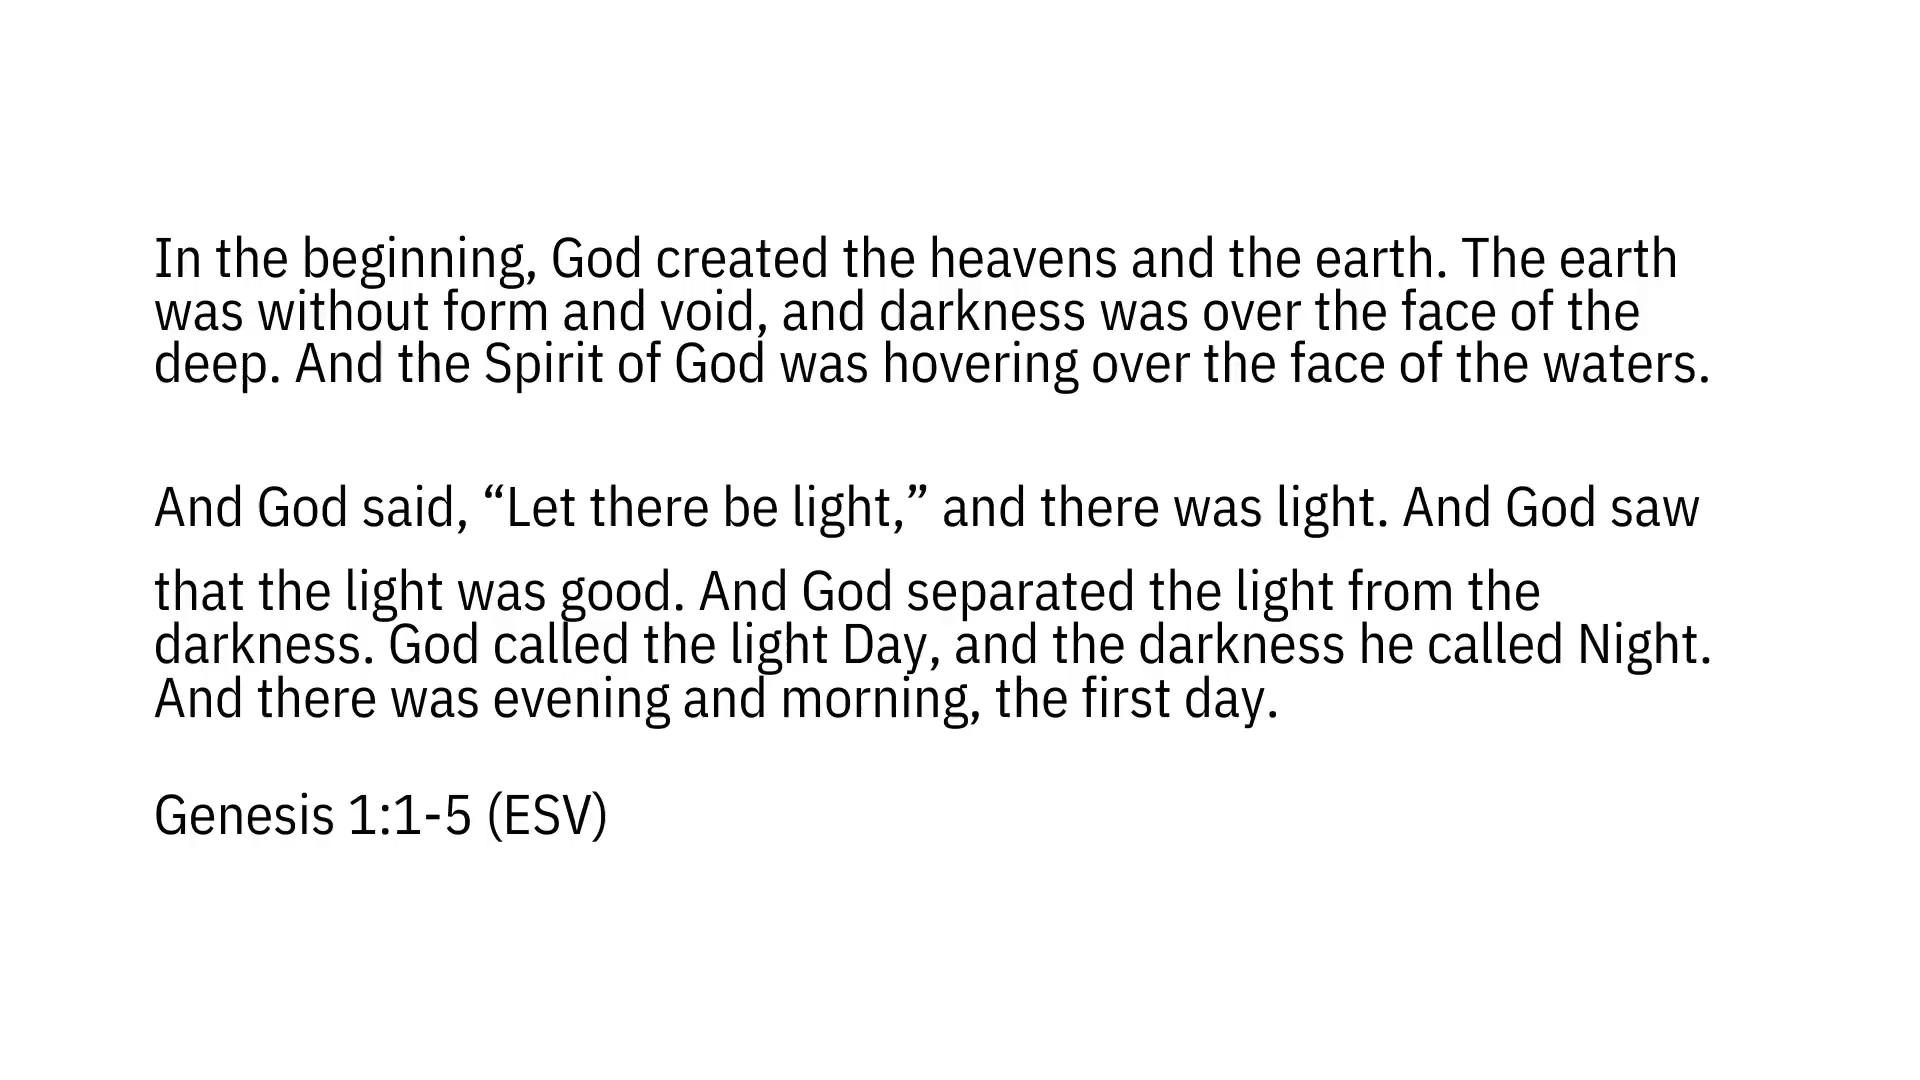 In the beginning, God created the heavens and the earth. The earth
was without form and void, and darkness was over the face of the
deep. And the Spirit of God was hovering over the face of the waters.
And God said, “Let there be light,” and there was light. And God saw
that the light was good. And God separated the light from the
darkness. God called the light Day, and the darkness he called Night.
And there was evening and morning, the first day.
Genesis 1:1-5 (ESV)